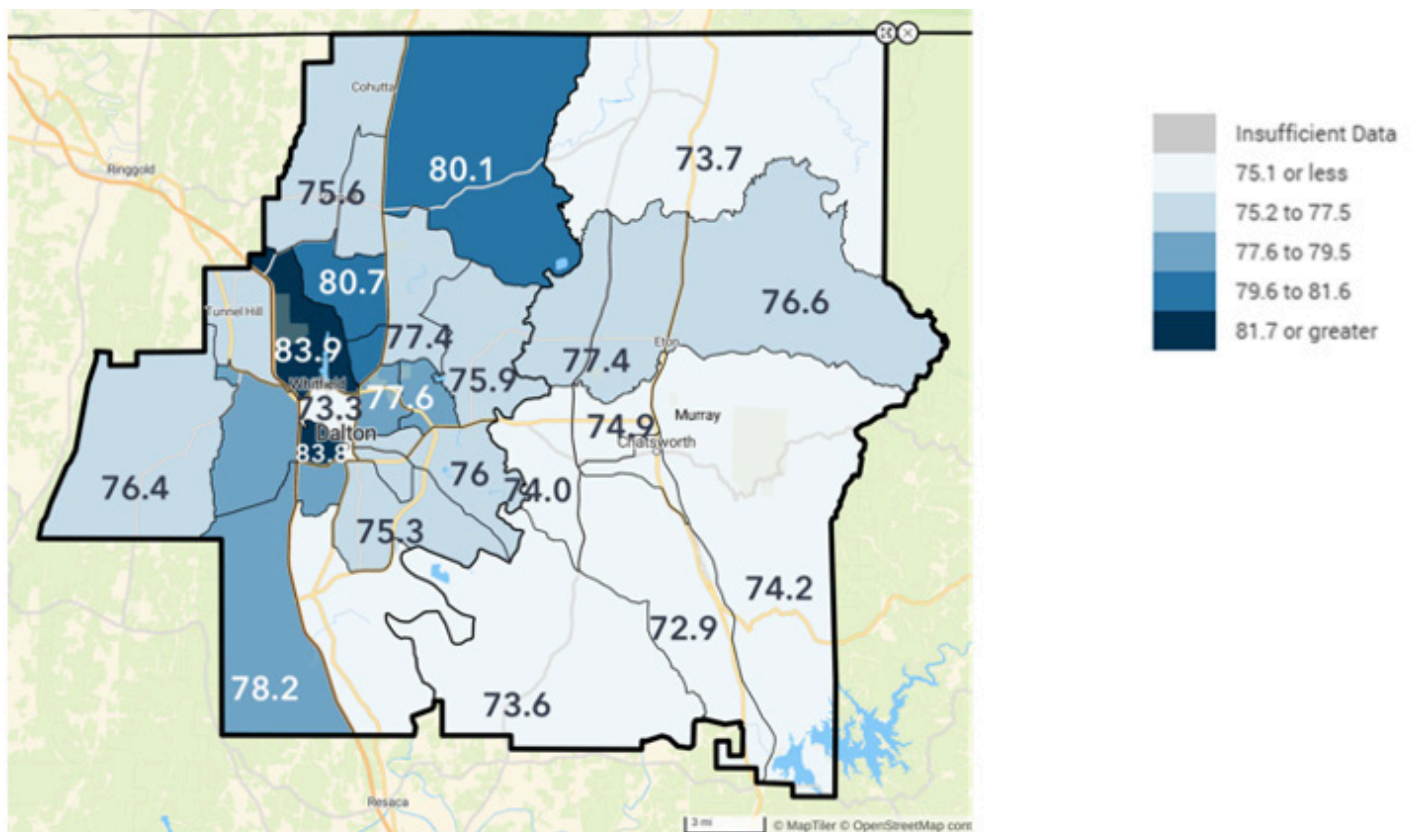 Cohutta
80.1
73.7
Ringgold
75.6
80.7
76.6
Tunnel Hill
77.4
83.9
Eton
77.4
75.9
Whitfield
77.6
73.3
Murray
74.9
Dalton
Chatsworth
83.8
76
76.4
74.0
75.3
74.2
72.9
78.2
73.6
Resaca
3 mi
© MapTiler © OpenStreetMap cont
Insufficient Data
75.1 or less
75.2 to 77.5
77.6 to 79.5
79.6 to 81.6
81.7 or greater